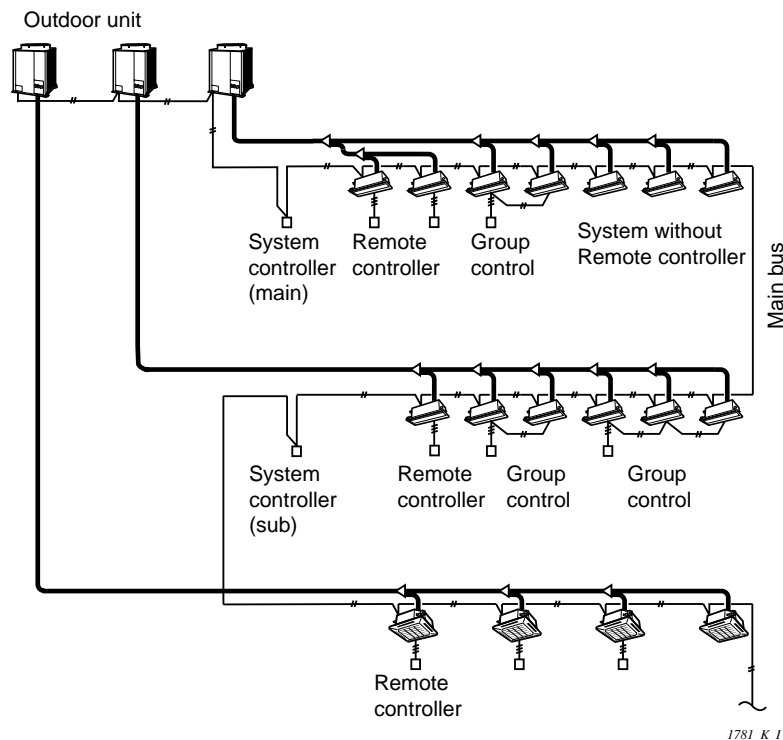 Outdoor unit
System
controller
(main)
Remote
controller
Group
control
System without
Remote controller
Main bus
System
controller
(sub)
Remote
controller
Group
control
Group
control
Remote
controller
1781_K_I